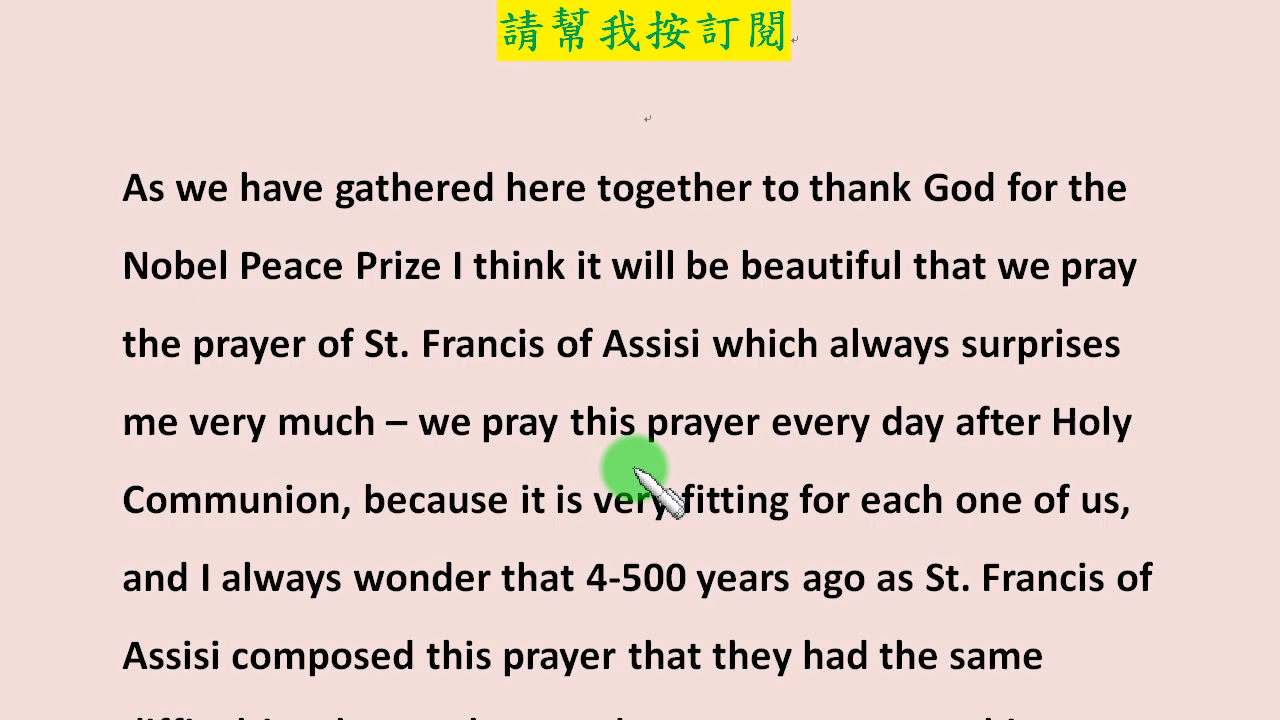 請幫我按訂閱
As we have gathered here together to thank God for the
Nobel Peace Prize I think it will be beautiful that we pray
the prayer of St. Francis of Assisi which always surprises
me very much – we pray this prayer every day after Holy
Communion, because it is very fitting for each one of us,
and I always wonder that 4-500 years ago as St. Francis of
Assisi composed this prayer that they had the same